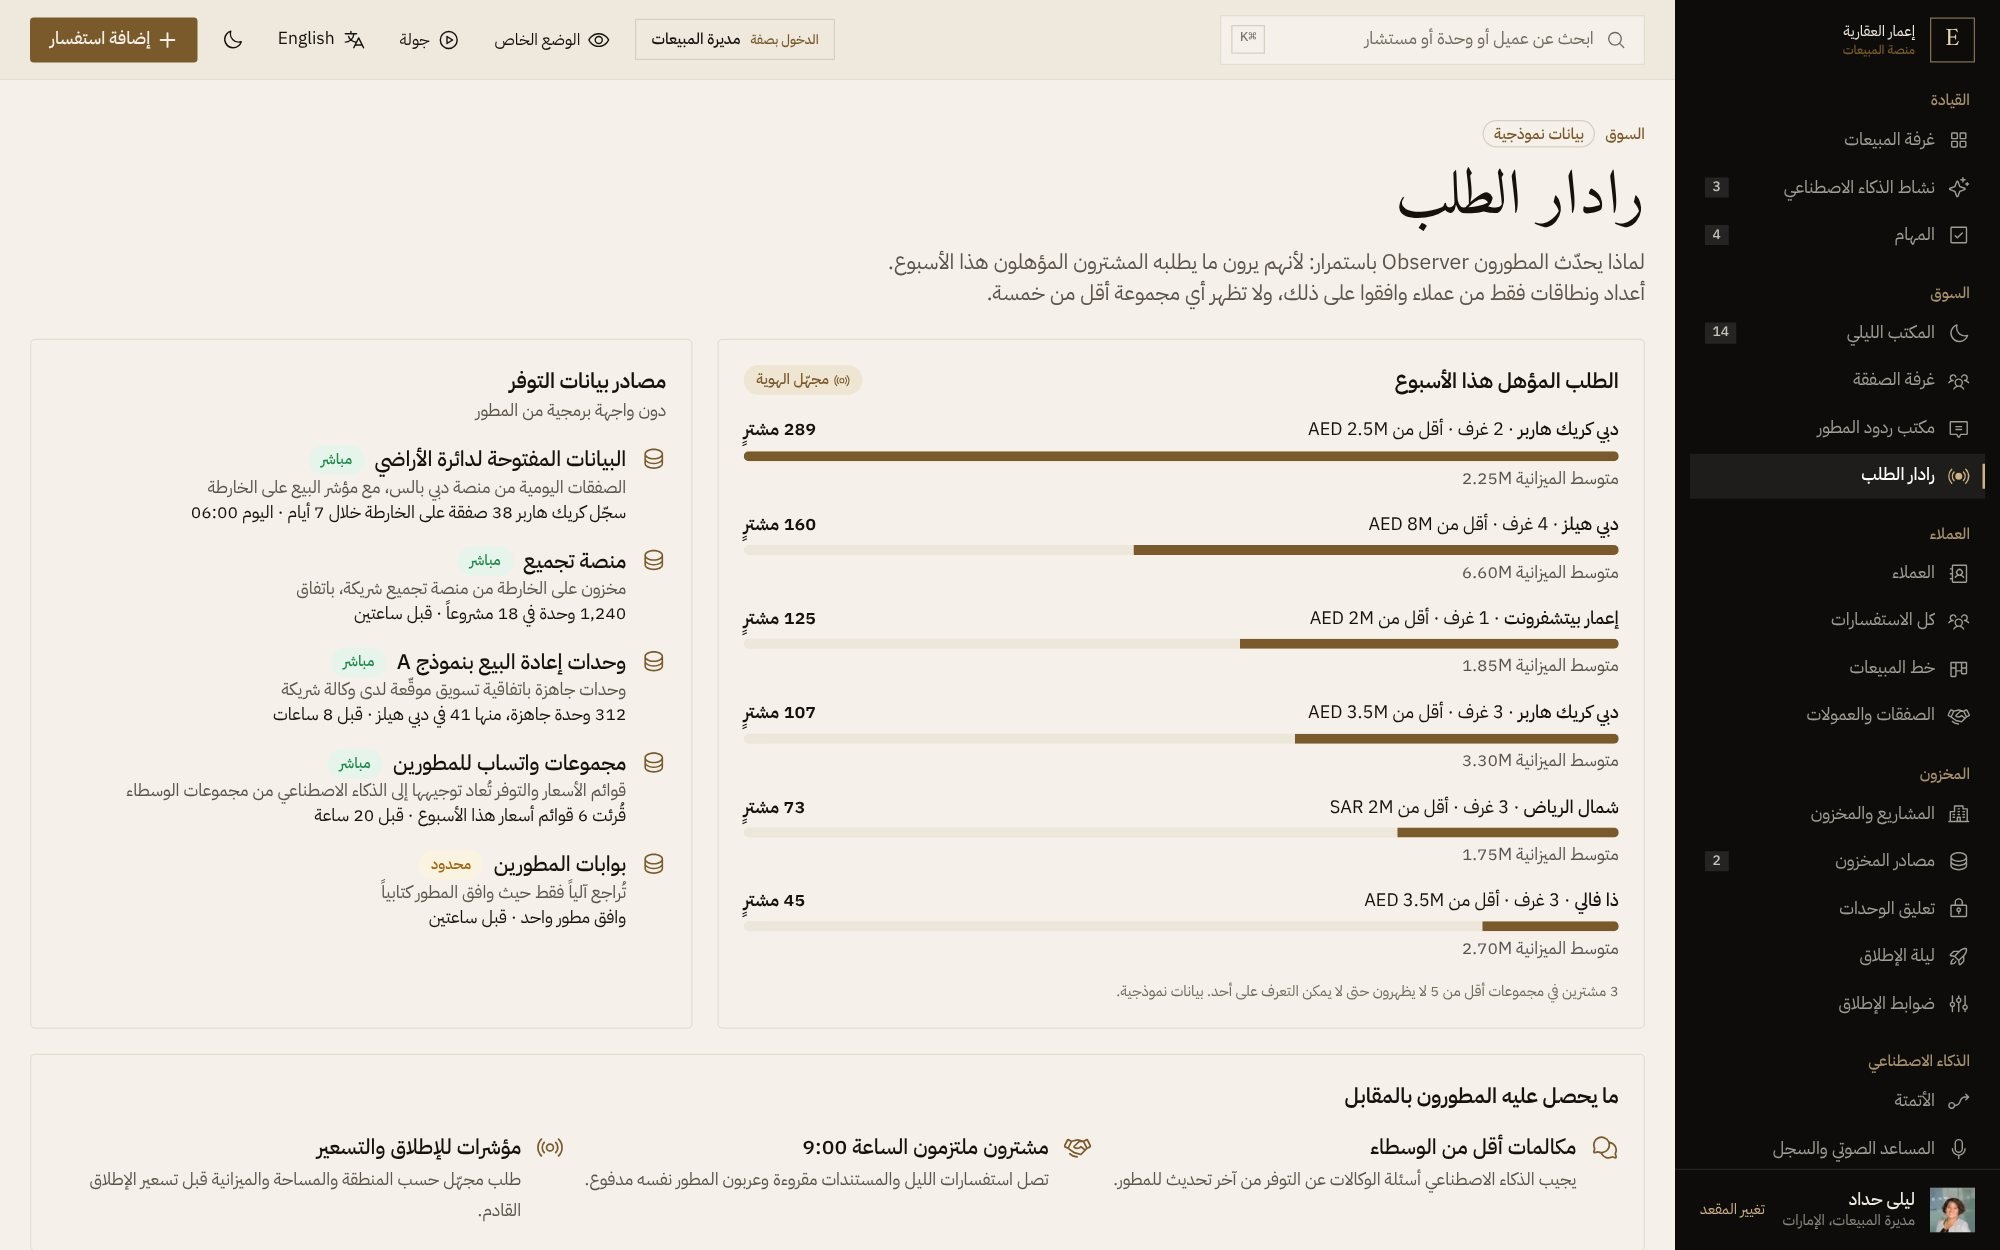 E
إعمار العقارية
منصة المبيعات
القيادة
غرفة المبيعات
نشاط الذكاء الاصطناعي 3
المهام 4
السوق
المكتب الليلي 14
غرفة الصفقة
مكتب ردود المطور
رادار الطلب
العملاء
العملاء
كل الاستفسارات
خط المبيعات
الصفقات والعمولات
المخزون
المشاريع والمخزون
مصادر المخزون 2
تعليق الوحدات
ليلة الإطلاق
ضوابط الإطلاق
الذكاء الاصطناعي
الأتمتة
المساعد الصوتي والسجل
ليلى حداد
مديرة المبيعات، الإمارات
تغيير المقعد
ابحث عن عميل أو وحدة أو مستشار
⌘K
الدخول بصفة مديرة المبيعات
الوضع الخاص
جولة
English
إضافة استفسار
السوق
بيانات نموذجية
رادار الطلب
لماذا يحدّث المطورون Observer باستمرار: لأنهم يرون ما يطلبه المشترون المؤهلون هذا الأسبوع.
أعداد ونطاقات فقط من عملاء وافقوا على ذلك، ولا تظهر أي مجموعة أقل من خمسة.
الطلب المؤهل هذا الأسبوع
مجهّل الهوية
دبي كريك هاربر · 2 غرف · أقل من AED 2.5M
289 مشترٍ
متوسط الميزانية 2.25M
دبي هيلز · 4 غرف · أقل من AED 8M
160 مشترٍ
متوسط الميزانية 6.60M
إعمار بيتشفرونت · 1 غرف · أقل من AED 2M
125 مشترٍ
متوسط الميزانية 1.85M
دبي كريك هاربر · 3 غرف · أقل من AED 3.5M
107 مشترٍ
متوسط الميزانية 3.30M
شمال الرياض · 3 غرف · أقل من SAR 2M
73 مشترٍ
متوسط الميزانية 1.75M
ذا فالي · 3 غرف · أقل من AED 3.5M
45 مشترٍ
متوسط الميزانية 2.70M
3 مشترين في مجموعات أقل من 5 لا يظهرون حتى لا يمكن التعرف على أحد. بيانات نموذجية.
مصادر بيانات التوفر
دون واجهة برمجية من المطور
البيانات المفتوحة لدائرة الأراضي مباشر
الصفقات اليومية من منصة دبي بالس، مع مؤشر البيع على الخارطة
سجّل كريك هاربر 38 صفقة على الخارطة خلال 7 أيام · اليوم 06:00
منصة تجميع مباشر
مخزون على الخارطة من منصة تجميع شريكة، باتفاق
1,240 وحدة في 18 مشروعاً · قبل ساعتين
وحدات إعادة البيع بنموذج A مباشر
وحدات جاهزة باتفاقية تسويق موقّعة لدى وكالة شريكة
312 وحدة جاهزة، منها 41 في دبي هيلز · قبل 8 ساعات
مجموعات واتساب للمطورين مباشر
قوائم الأسعار والتوفر تُعاد توجيهها إلى الذكاء الاصطناعي من مجموعات الوسطاء
قُرئت 6 قوائم أسعار هذا الأسبوع · قبل 20 ساعة
بوابات المطورين محدود
تُراجع آلياً فقط حيث وافق المطور كتابياً
وافق مطور واحد · قبل ساعتين
ما يحصل عليه المطورون بالمقابل
مكالمات أقل من الوسطاء
يجيب الذكاء الاصطناعي أسئلة الوكالات عن التوفر من آخر تحديث للمطور.
مشترون ملتزمون الساعة 9:00
تصل استفسارات الليل والمستندات مقروءة وعربون المطور نفسه مدفوع.
مؤشرات للإطلاق والتسعير
طلب مجهّل حسب المنطقة والمساحة والميزانية قبل تسعير الإطلاق
القادم.